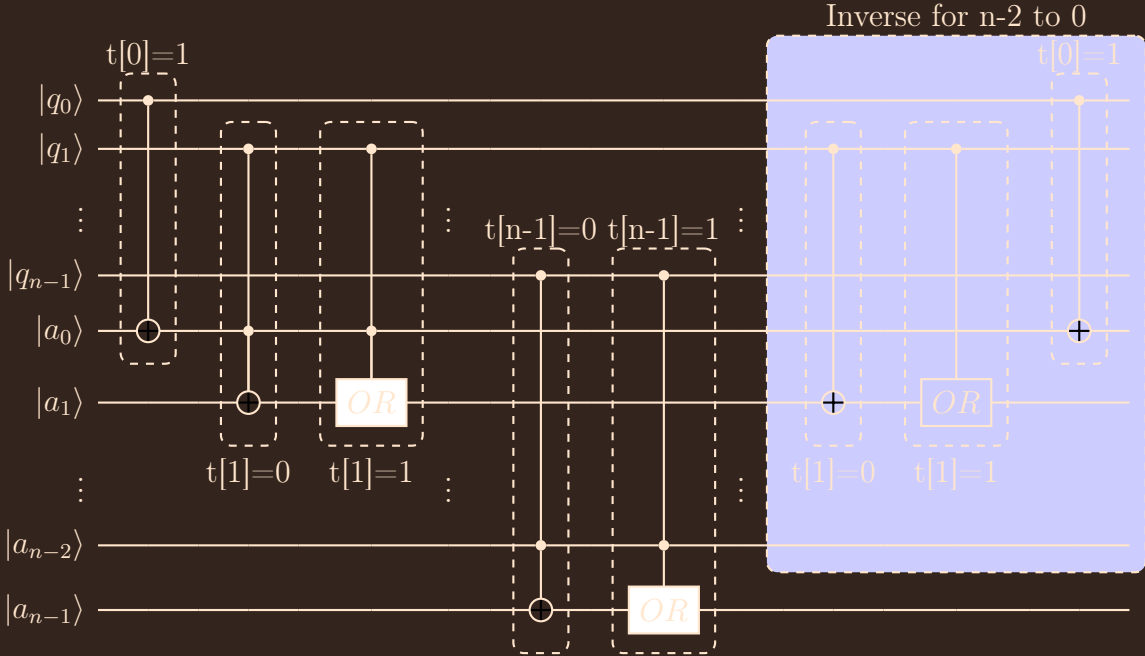 Inverse for n-2 to 0
t[0]=1 t[0]=1
|q₀⟩
|q₁⟩
⋮ ⋮ ⋮
t[n-1]=0 t[n-1]=1
|qₙ₋₁⟩
|a₀⟩
|a₁⟩ OR OR
t[1]=0 t[1]=1 t[1]=0 t[1]=1
⋮ ⋮ ⋮
|aₙ₋₂⟩
|aₙ₋₁⟩ OR